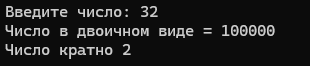 Введите число: 32
Число в двоичном виде = 100000
Число кратно 2